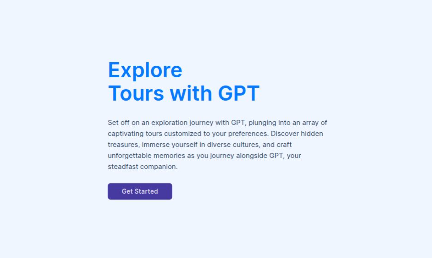 Explore
Tours with GPT
Set off on an exploration journey with GPT, plunging into an array of
captivating tours customized to your preferences. Discover hidden
treasures, immerse yourself in diverse cultures, and craft
unforgettable memories as you journey alongside GPT, your
steadfast companion.
Get Started